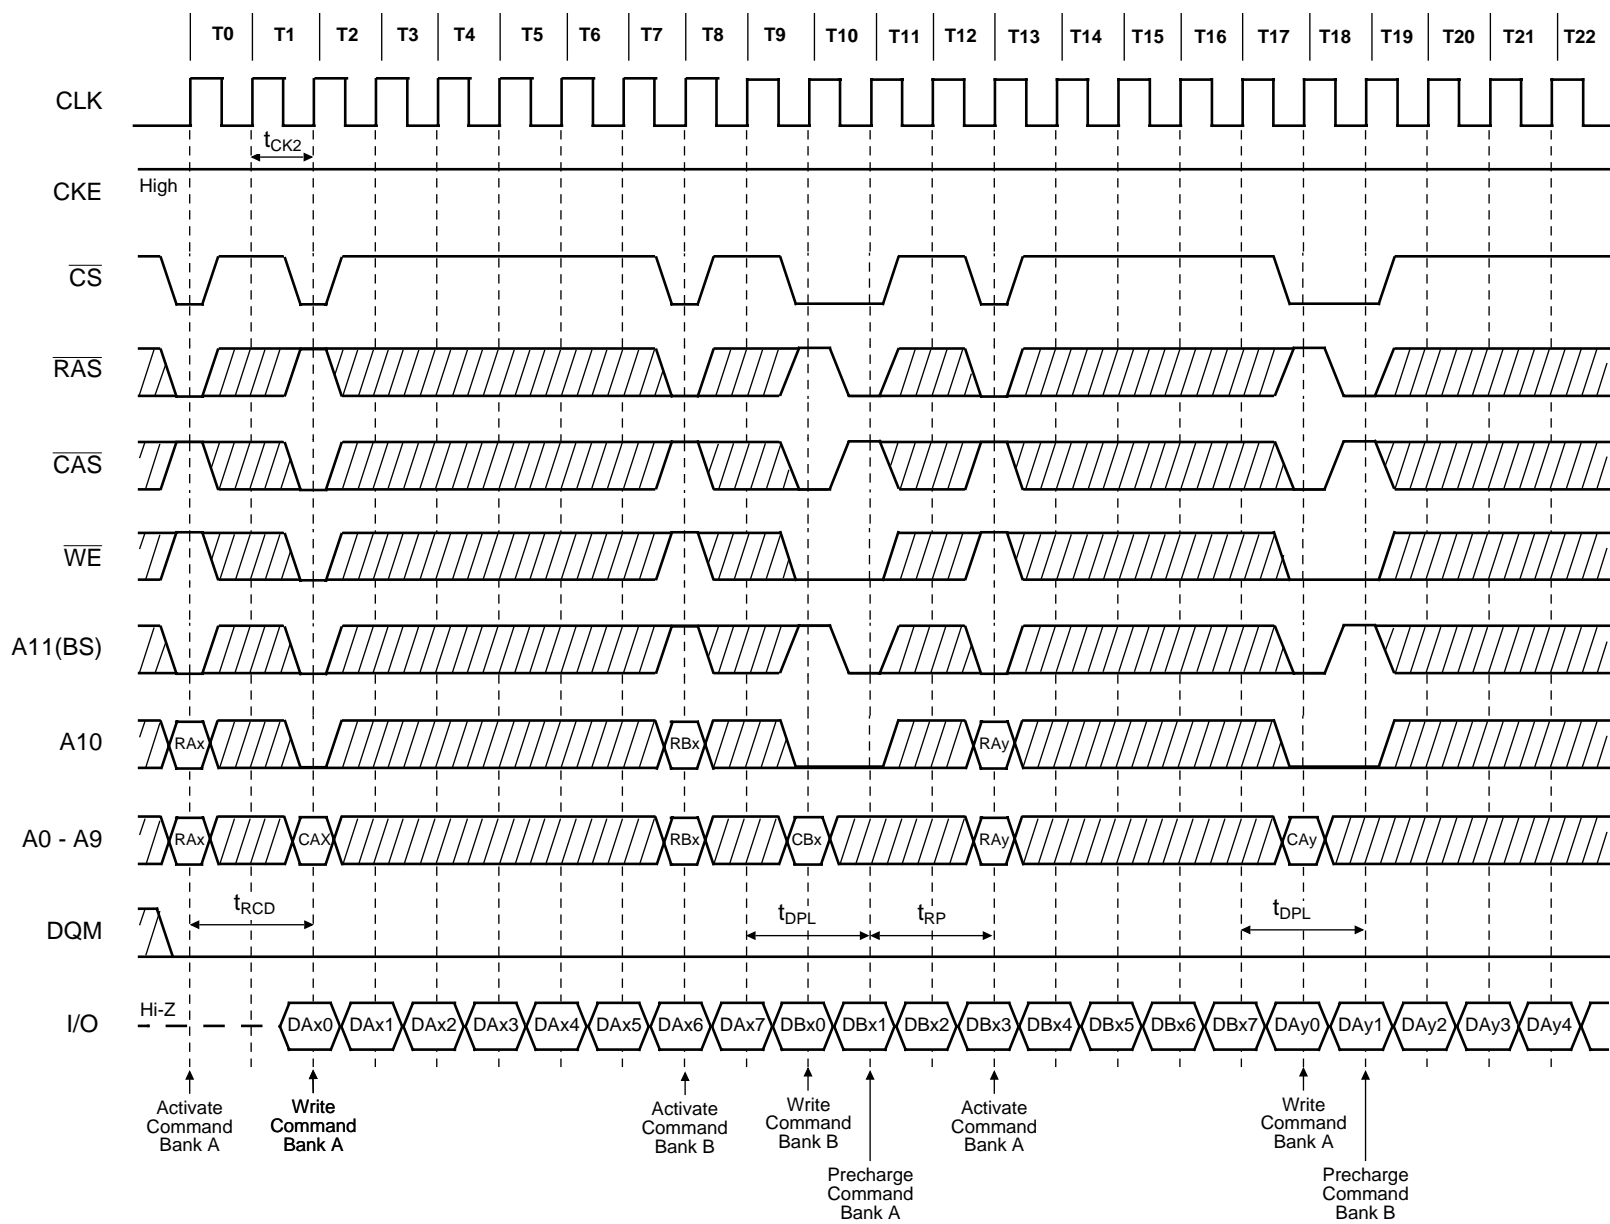 T0 T1 T2 T3 T4 T5 T6 T7 T8 T9 T10 T11 T12 T13 T14 T15 T16 T17 T18 T19 T20 T21 T22
CLK
tCK2
CKE
High
CS
RAS
CAS
WE
A11(BS)
A10
RAx RBx RAy
A0 - A9
RAx CAX RBx CBx RAy CAy
DQM
tRCD tDPL tRP tDPL
I/O
Hi-Z
DAx0 DAx1 DAx2 DAx3 DAx4 DAx5 DAx6 DAx7 DBx0 DBx1 DBx2 DBx3 DBx4 DBx5 DBx6 DBx7 DAy0 DAy1 DAy2 DAy3 DAy4
Activate
Command
Bank A
Write
Command
Bank A
Activate
Command
Bank B
Write
Command
Bank B
Precharge
Command
Bank A
Activate
Command
Bank A
Write
Command
Bank A
Precharge
Command
Bank B